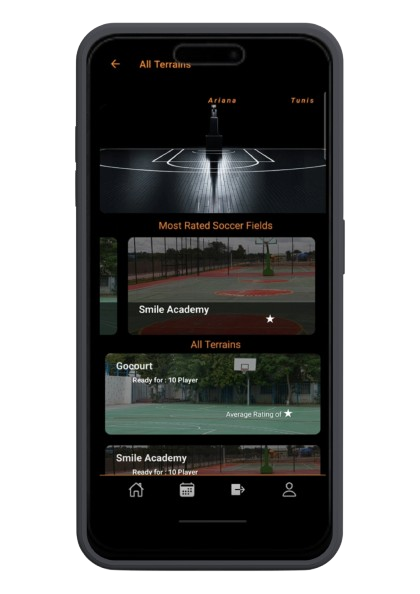 All Terrains
Ariana
Tunis
Most Rated Soccer Fields
Smile Academy
All Terrains
Gocourt
Ready for : 10 Player
Average Rating of
Smile Academy
Ready for : 10 Player